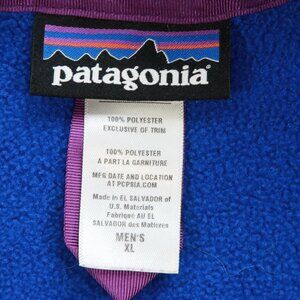 patagonia
100% POLYESTER
EXCLUSIVE OF TRIM
100% POLYESTER
A PART LA GARNITURE
MFG DATE AND LOCATION
AT PCPSIA.COM
Made in EL SALVADOR of
U.S. Materials
Fabriqué AU EL
SALVADOR des Matières
MEN'S
XL